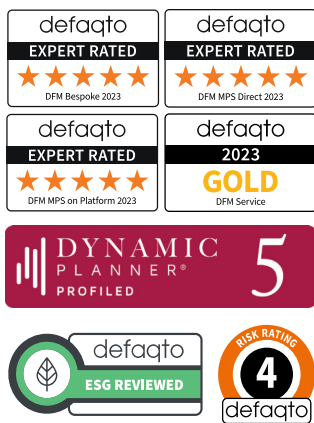 defaqto
EXPERT RATED
DFM Bespoke 2023
defaqto
EXPERT RATED
DFM MPS Direct 2023
defaqto
EXPERT RATED
DFM MPS on Platform 2023
defaqto
2023
GOLD
DFM Service
DYNAMIC
PLANNER®
PROFILED
5
defaqto
ESG REVIEWED
RISK RATING
4
defaqto